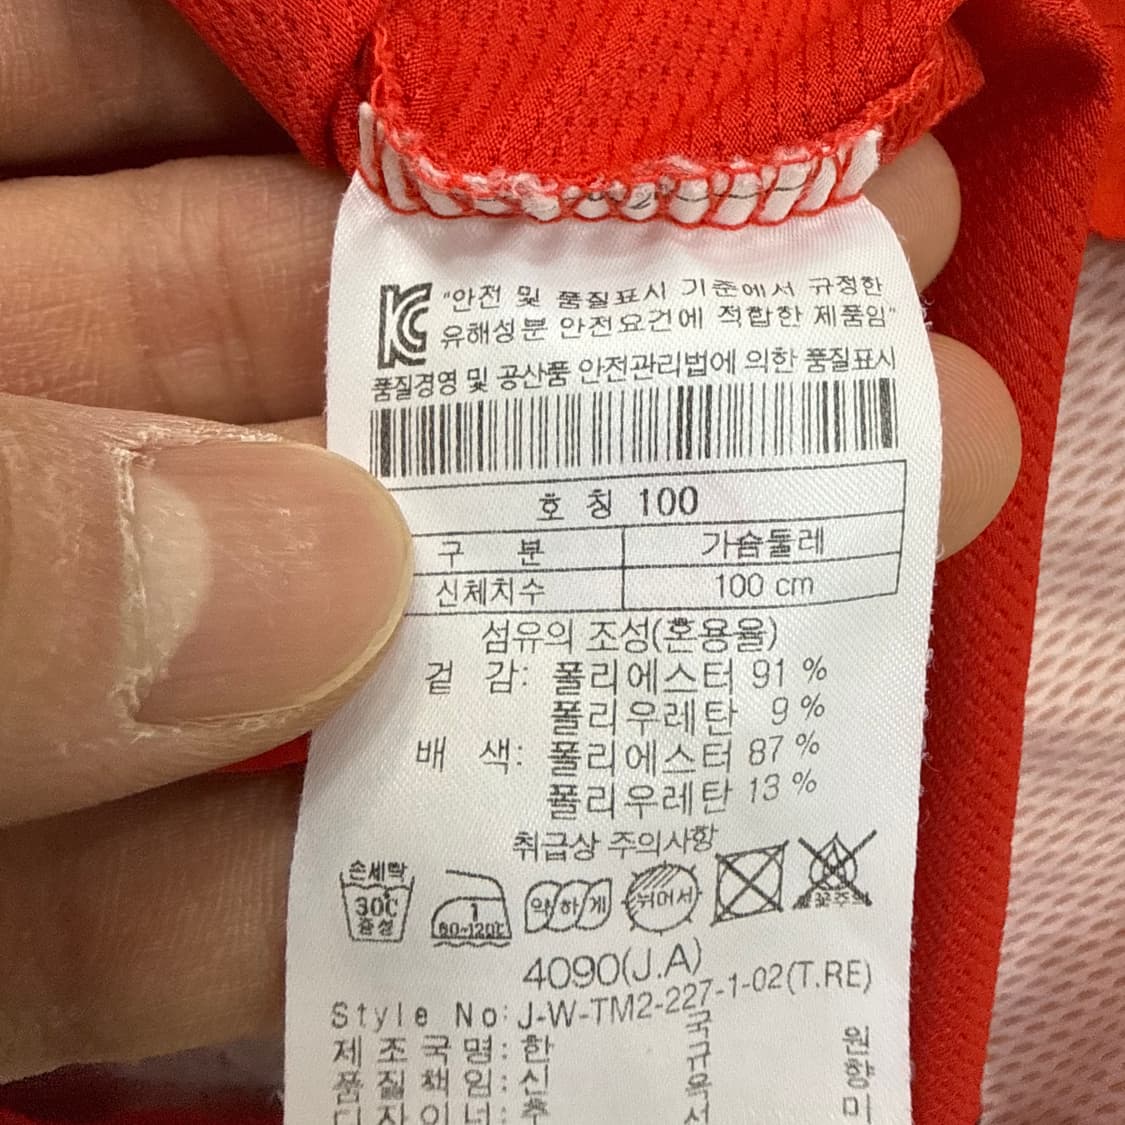 KC "안전 및 품질표시 기준에서 규정한
유해성분 안전요건에 적합한 제품임"
품질경영 및 공산품 안전관리법에 의한 품질표시
호 칭 100
구 분 가슴둘레
신체치수 100 cm
섬유의 조성(혼용율)
겉 감: 폴리에스터 91 %
폴리우레탄 9 %
배 색: 폴리에스터 87 %
폴리우레탄 13 %
취급상 주의사항
손세탁 30℃ 중성 1 80~120℃ 약하게 뉘어서
4090(J.A)
Style No: J-W-TM2-227-1-02(T.RE)
제 조 국 명 : 한 국 원
품 질 책 임 : 신 규 향
디 자 이 너 : 미